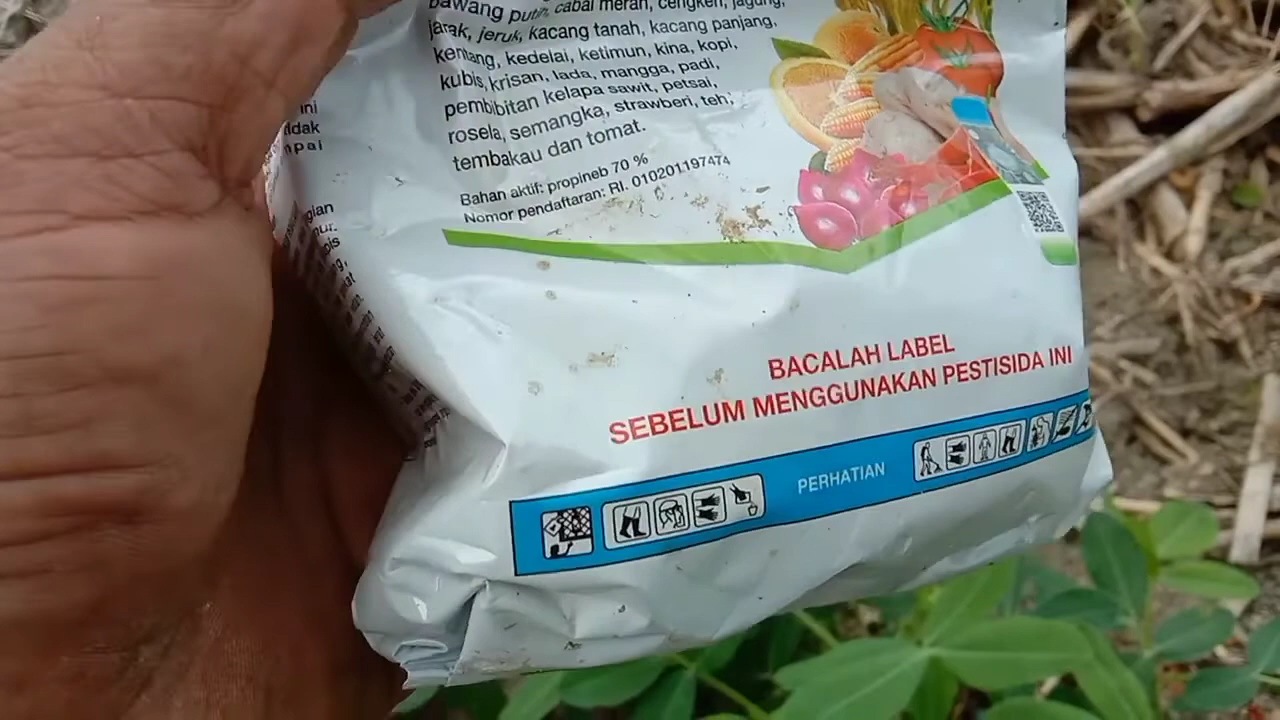 bawang putih, cabai merah, cengkeh, jagung,
jarak, jeruk, kacang tanah, kacang panjang,
kentang, kedelai, ketimun, kina, kopi,
kubis, krisan, lada, mangga, padi,
pembibitan kelapa sawit, petsai,
rosela, semangka, strawberi, teh,
tembakau dan tomat.
Bahan aktif: propineb 70 %
Nomor pendaftaran: RI. 010201197474
BACALAH LABEL
SEBELUM MENGGUNAKAN PESTISIDA INI
PERHATIAN